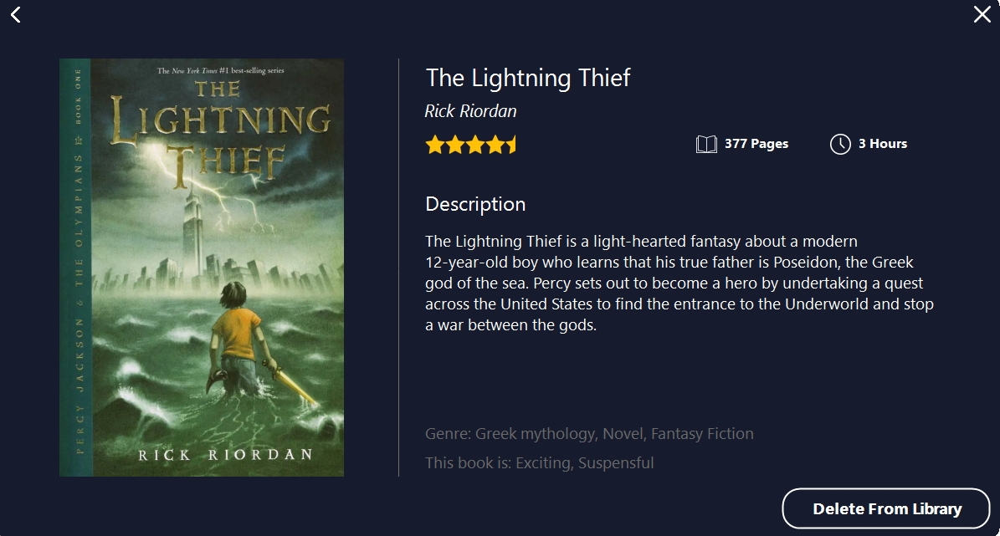 The New York Times #1 best-selling series
THE
LIGHTNING
THIEF
PERCY JACKSON & THE OLYMPIANS BOOK ONE
RICK RIORDAN
The Lightning Thief
Rick Riordan
377 Pages
3 Hours
Description
The Lightning Thief is a light-hearted fantasy about a modern
12-year-old boy who learns that his true father is Poseidon, the Greek
god of the sea. Percy sets out to become a hero by undertaking a quest
across the United States to find the entrance to the Underworld and stop
a war between the gods.
Genre: Greek mythology, Novel, Fantasy Fiction
This book is: Exciting, Suspensful
Delete From Library